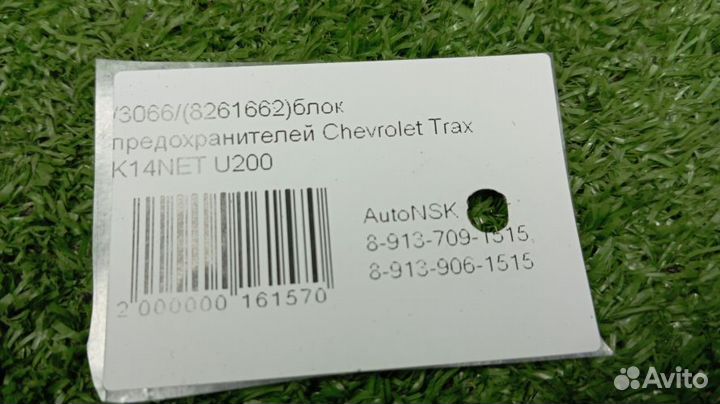 /3066/(8261662)блок
предохранителей Chevrolet Trax
K14NET U200
AutoNSK
8-913-709-1515,
8-913-906-1515
2 000000 161570
Avito